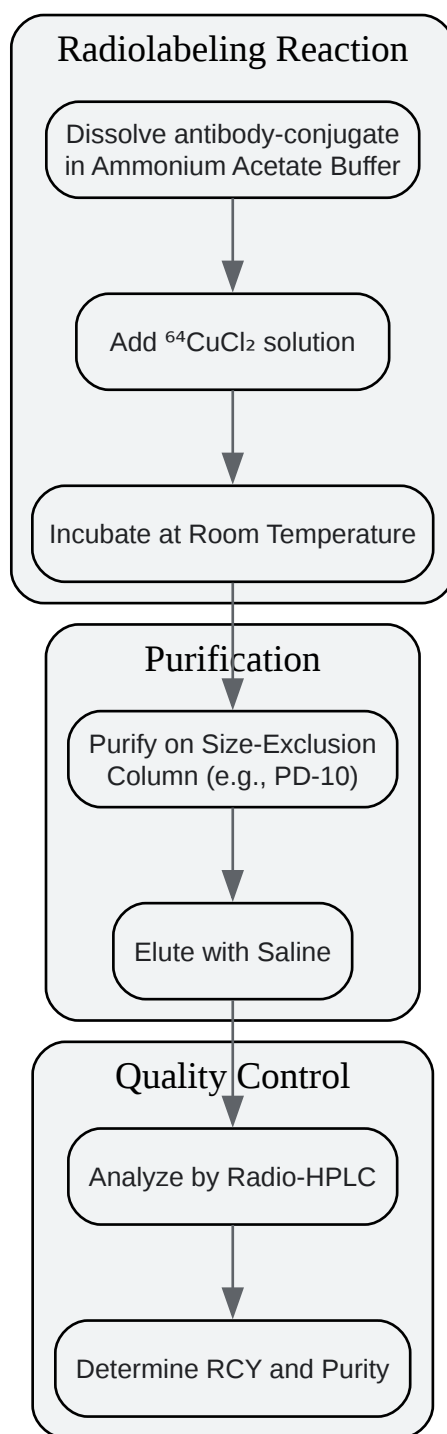 Radiolabeling Reaction
Dissolve antibody-conjugate
in Ammonium Acetate Buffer
Add ⁶⁴CuCl₂ solution
Incubate at Room Temperature
Purification
Purify on Size-Exclusion
Column (e.g., PD-10)
Elute with Saline
Quality Control
Analyze by Radio-HPLC
Determine RCY and Purity